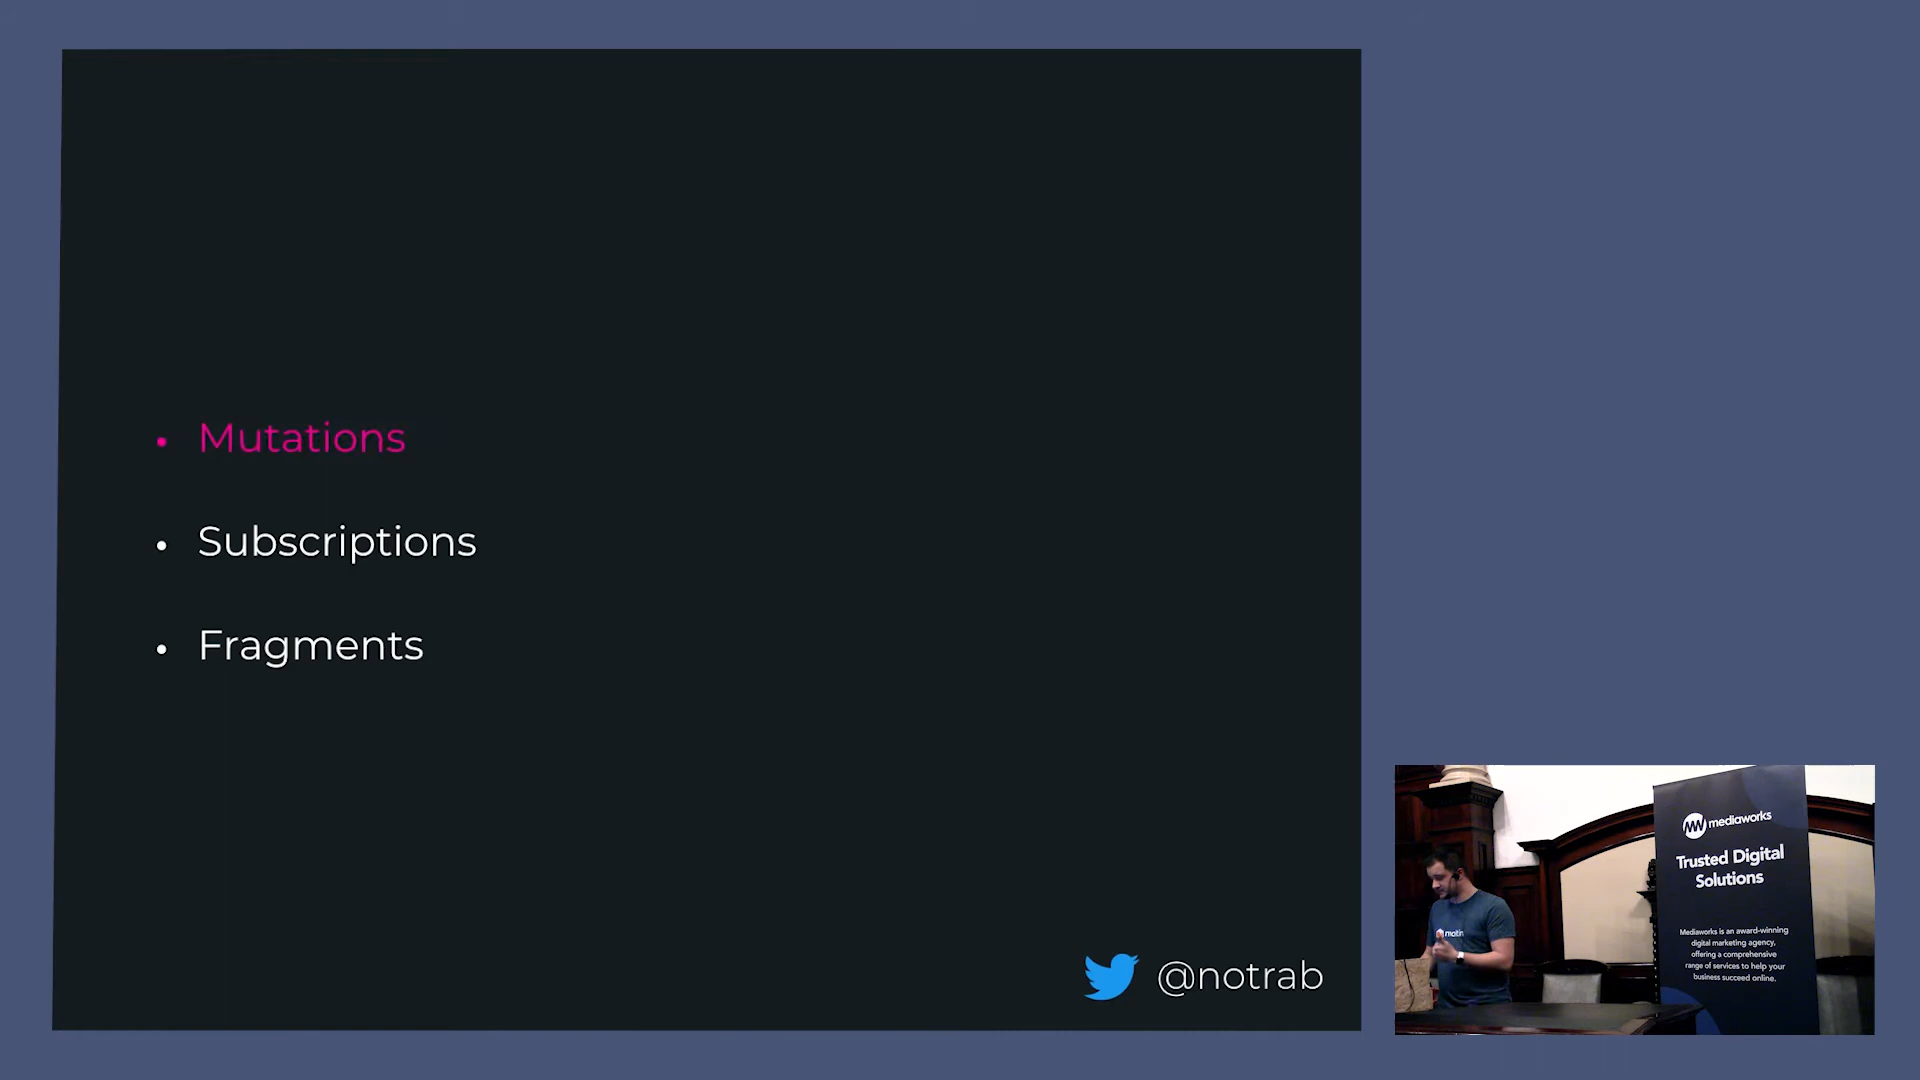 Mutations
Subscriptions
Fragments
@notrab
mediaworks
Trusted Digital
Solutions
Mediaworks is an award-winning
digital marketing agency,
offering a comprehensive
range of services to help your
business succeed online.